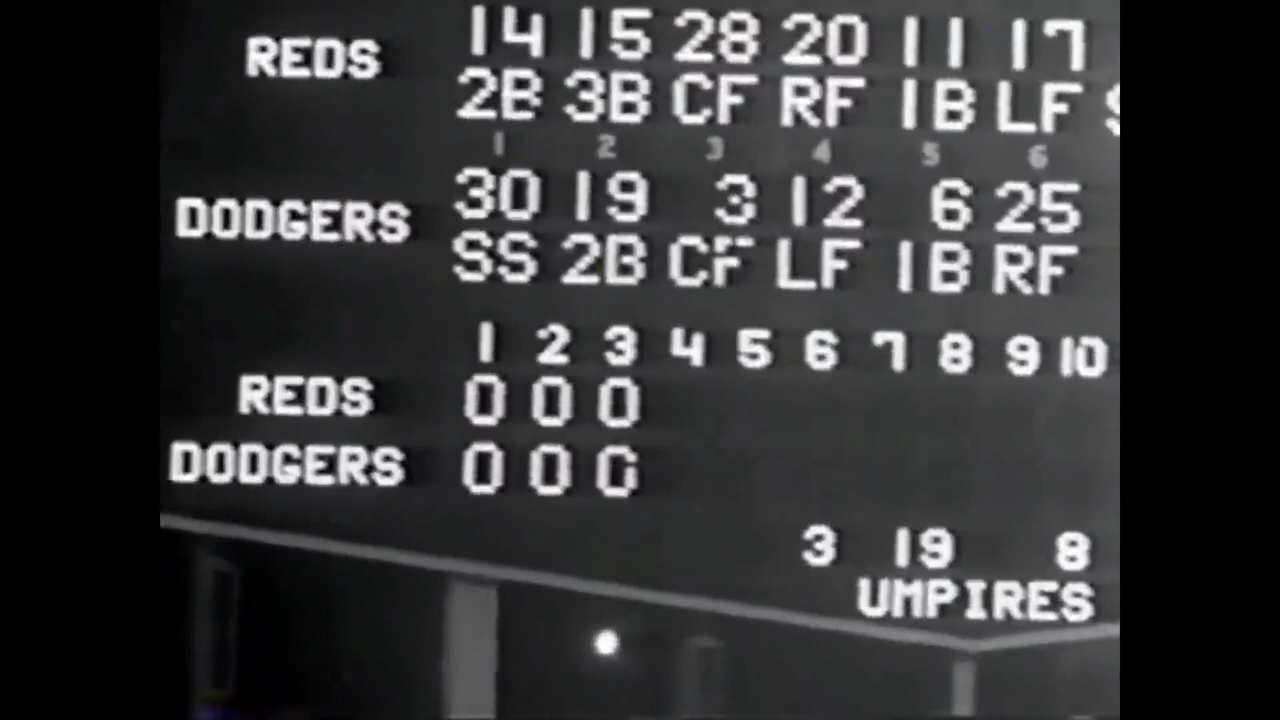 REDS 14 15 28 20 11 17
2B 3B CF RF 1B LF
1 2 3 4 5 6
DODGERS 30 19 3 12 6 25
SS 2B CF LF 1B RF
1 2 3 4 5 6 7 8 9 10
REDS 0 0 0
DODGERS 0 0 0
3 19 8
UMPIRES